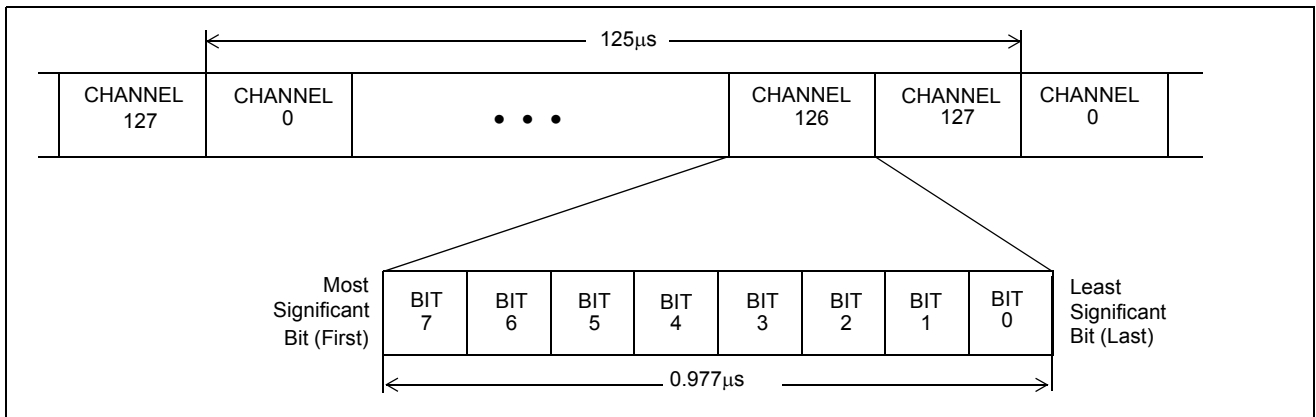 125μs
CHANNEL
127
CHANNEL
0
• • •
CHANNEL
126
CHANNEL
127
CHANNEL
0
Most
Significant
Bit (First)
BIT
7
BIT
6
BIT
5
BIT
4
BIT
3
BIT
2
BIT
1
BIT
0
Least
Significant
Bit (Last)
0.977μs